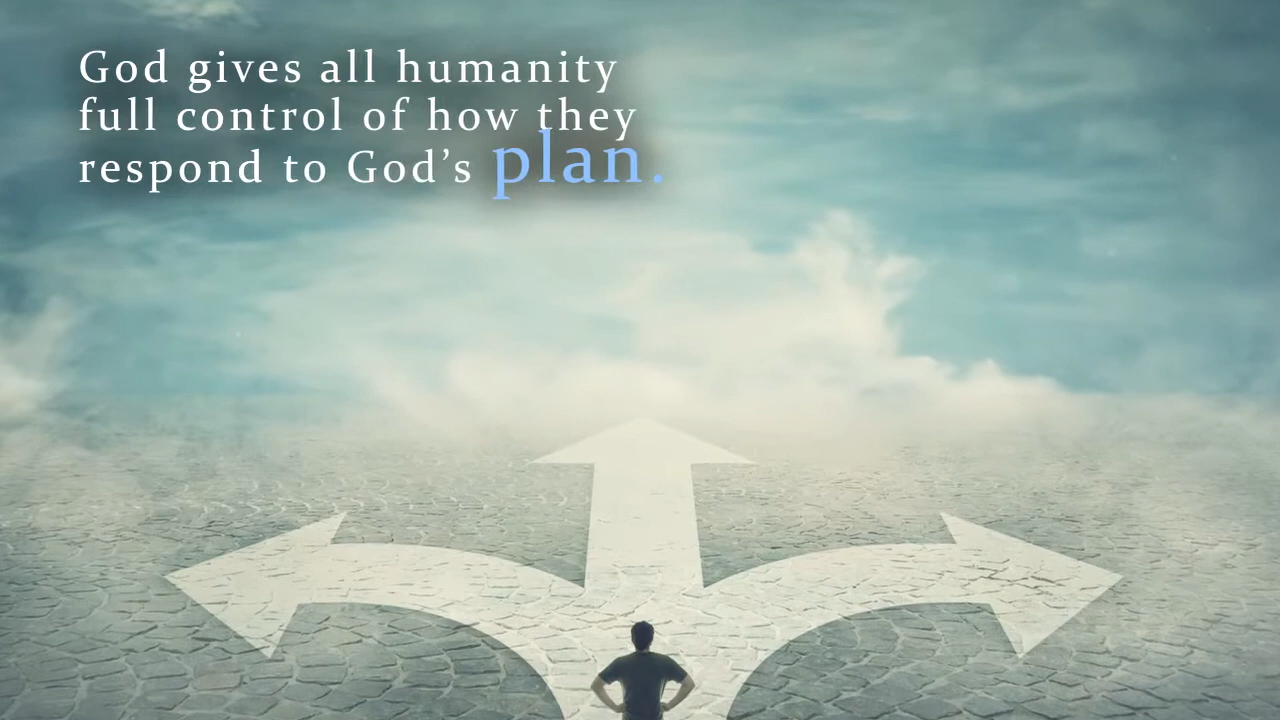 God gives all humanity
full control of how they
respond to God’s plan.